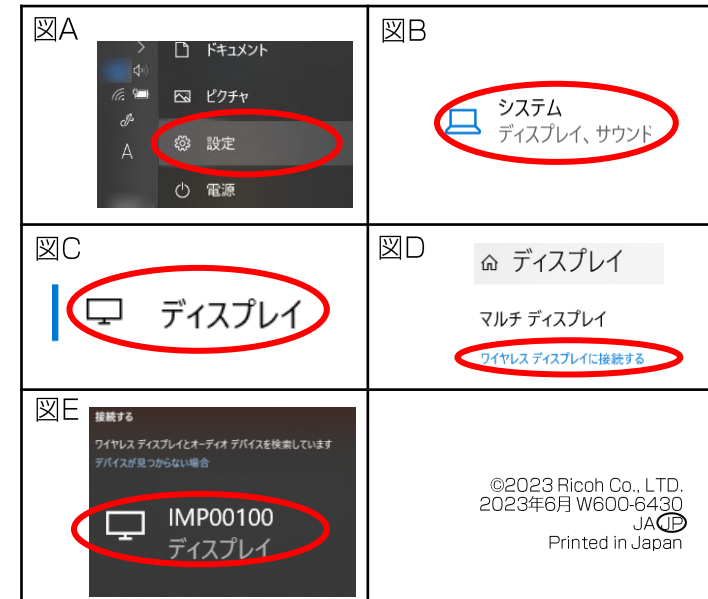 図A
ドキュメント
ピクチャ
設定
A
電源
図B
システム
ディスプレイ、サウンド
図C
ディスプレイ
図D
ディスプレイ
マルチ ディスプレイ
ワイヤレス ディスプレイに接続する
図E
接続する
ワイヤレス ディスプレイとオーディオ デバイスを検索しています
デバイスが見つからない場合
IMP00100
ディスプレイ
©2023 Ricoh Co., LTD.
2023年6月 W600-6430
JA JP
Printed in Japan